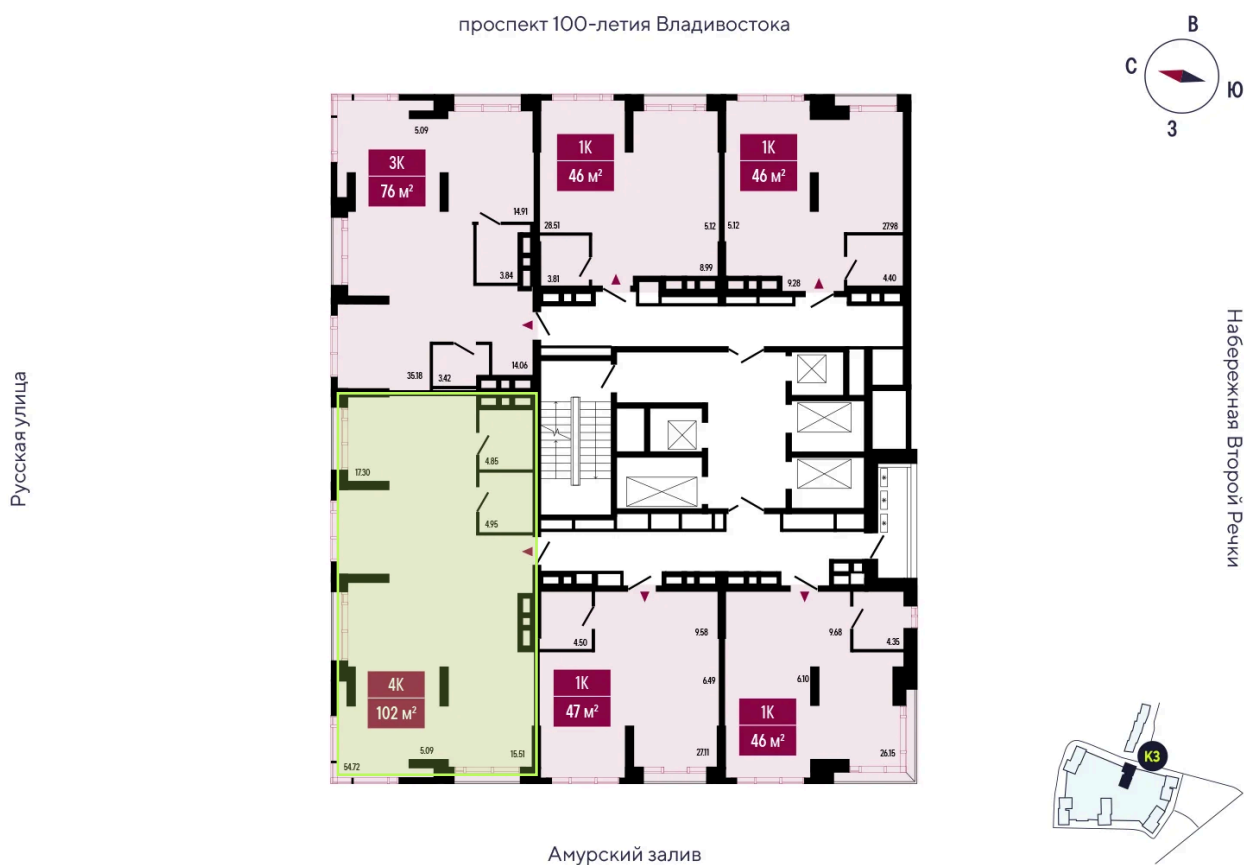 проспект 100-летия Владивостока
В
С
Ю
З
5.09
3К
76 м²
14.91
3.84
35.18
3.42
14.06
1К
46 м²
28.51
5.12
3.81
8.99
1К
46 м²
5.12
27.98
9.28
4.40
Русская улица
Набережная Второй Речки
17.30
4.85
4.95
4К
102 м²
5.09
15.51
54.72
4.50
9.58
1К
47 м²
6.49
27.11
9.68
4.35
6.10
1К
46 м²
26.15
К3
Амурский залив